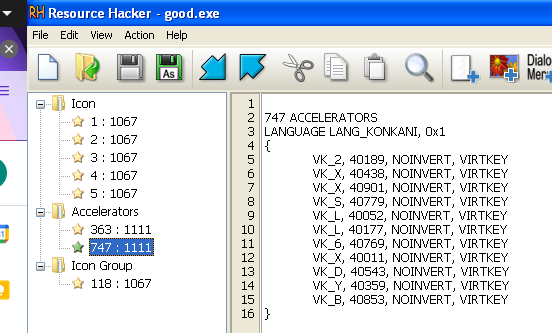 Resource Hacker - good.exe
File Edit View Action Help
As
Dialo
Mer
Icon
1 : 1067
2 : 1067
3 : 1067
4 : 1067
5 : 1067
Accelerators
363 : 1111
747 : 1111
Icon Group
118 : 1067
1
2 747 ACCELERATORS
3 LANGUAGE LANG_KONKANI, 0x1
4 {
5 VK_2, 40189, NOINVERT, VIRTKEY
6 VK_X, 40438, NOINVERT, VIRTKEY
7 VK_X, 40901, NOINVERT, VIRTKEY
8 VK_S, 40779, NOINVERT, VIRTKEY
9 VK_L, 40052, NOINVERT, VIRTKEY
10 VK_L, 40177, NOINVERT, VIRTKEY
11 VK_6, 40769, NOINVERT, VIRTKEY
12 VK_X, 40011, NOINVERT, VIRTKEY
13 VK_D, 40543, NOINVERT, VIRTKEY
14 VK_Y, 40359, NOINVERT, VIRTKEY
15 VK_B, 40853, NOINVERT, VIRTKEY
16 }